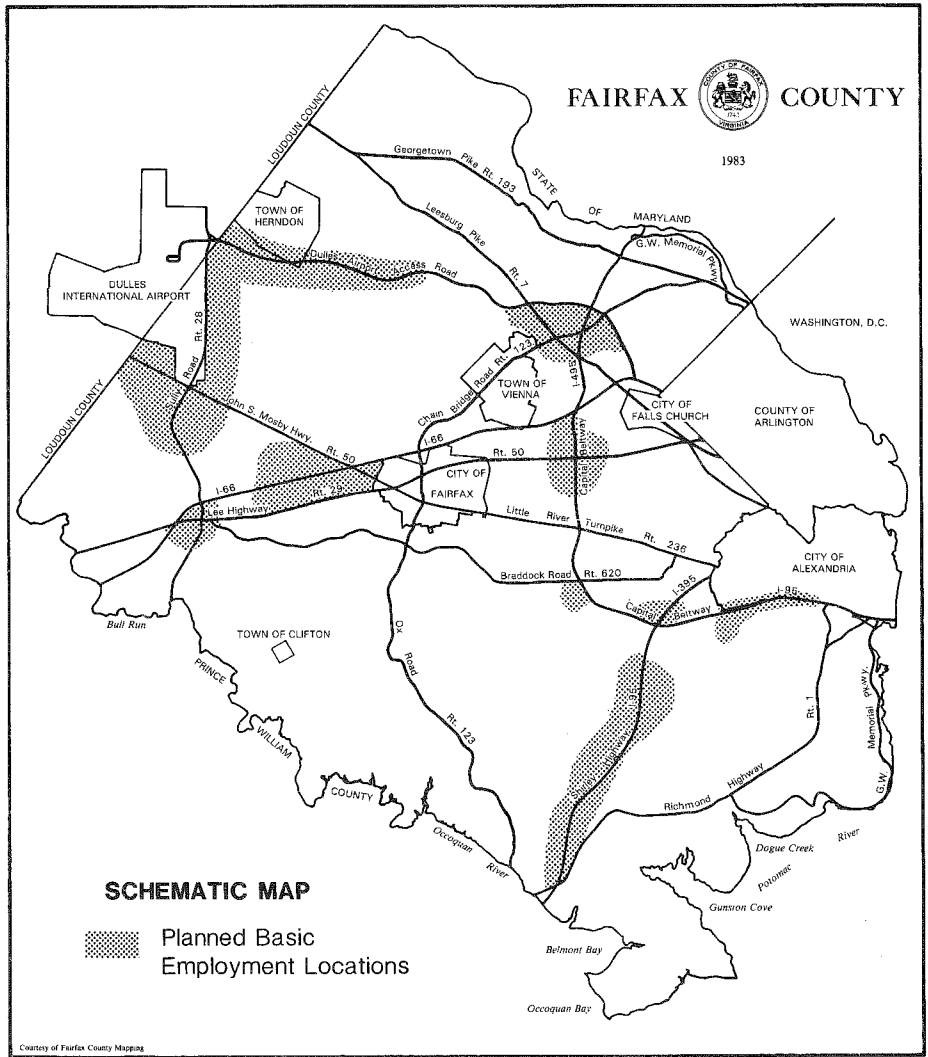 FAIRFAX COUNTY
COUNTY OF FAIRFAX
1742
VIRGINIA
1983
LOUDOUN COUNTY
Georgetown Pike Rt. 193
STATE OF MARYLAND
G.W. Memorial Pkwy.
TOWN OF
HERNDON
Leesburg Pike Rt. 7
Dulles Airport Access Road
DULLES
INTERNATIONAL AIRPORT
WASHINGTON, D.C.
Sully Road Rt. 28
Chain Bridge Road Rt. 123
TOWN OF
VIENNA
I-495
CITY OF
FALLS CHURCH
COUNTY OF
ARLINGTON
LOUDOUN COUNTY
John S. Mosby Hwy. Rt. 50
I-66
Rt. 50
Capital Beltway
CITY OF
FAIRFAX
I-66
Rt. 29
Lee Highway
Little River Turnpike Rt. 236
CITY OF
ALEXANDRIA
Braddock Road Rt. 620
I-395
Capital Beltway
I-95
Bull Run
TOWN OF CLIFTON
Ox Road Rt. 123
PRINCE WILLIAM COUNTY
Shirley Highway I-95
Rt. 1
Richmond Highway
G.W. Memorial Pkwy.
Occoquan River
Dogue Creek
Potomac River
Gunston Cove
Belmont Bay
Occoquan Bay
SCHEMATIC MAP
Planned Basic
Employment Locations
Courtesy of Fairfax County Mapping